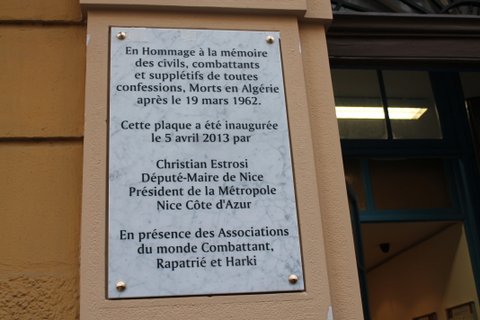 En Hommage à la mémoire
des civils, combattants
et supplétifs de toutes
confessions, Morts en Algérie
après le 19 mars 1962.
Cette plaque a été inaugurée
le 5 avril 2013 par
Christian Estrosi
Député-Maire de Nice
Président de la Métropole
Nice Côte d'Azur
En présence des Associations
du monde Combattant,
Rapatrié et Harki